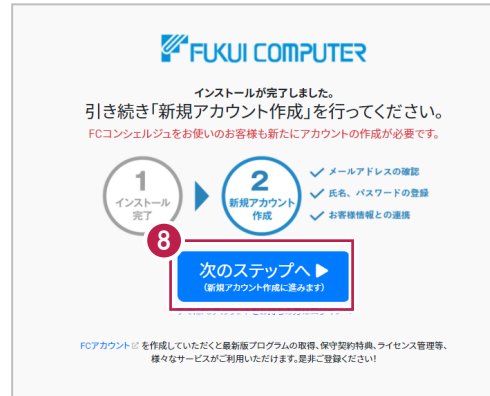 FUKUI COMPUTER
インストールが完了しました。
引き続き「新規アカウント作成」を行ってください。
FCコンシェルジュをお使いのお客様も新たにアカウントの作成が必要です。
1
インストール
完了
2
新規アカウント
作成
メールアドレスの確認
氏名、パスワードの登録
お客様情報との連携
8
次のステップへ
(新規アカウント作成に進みます)
FCアカウント を作成していただくと最新版プログラムの取得、保守契約特典、ライセンス管理等、
様々なサービスがご利用いただけます。是非ご登録ください!